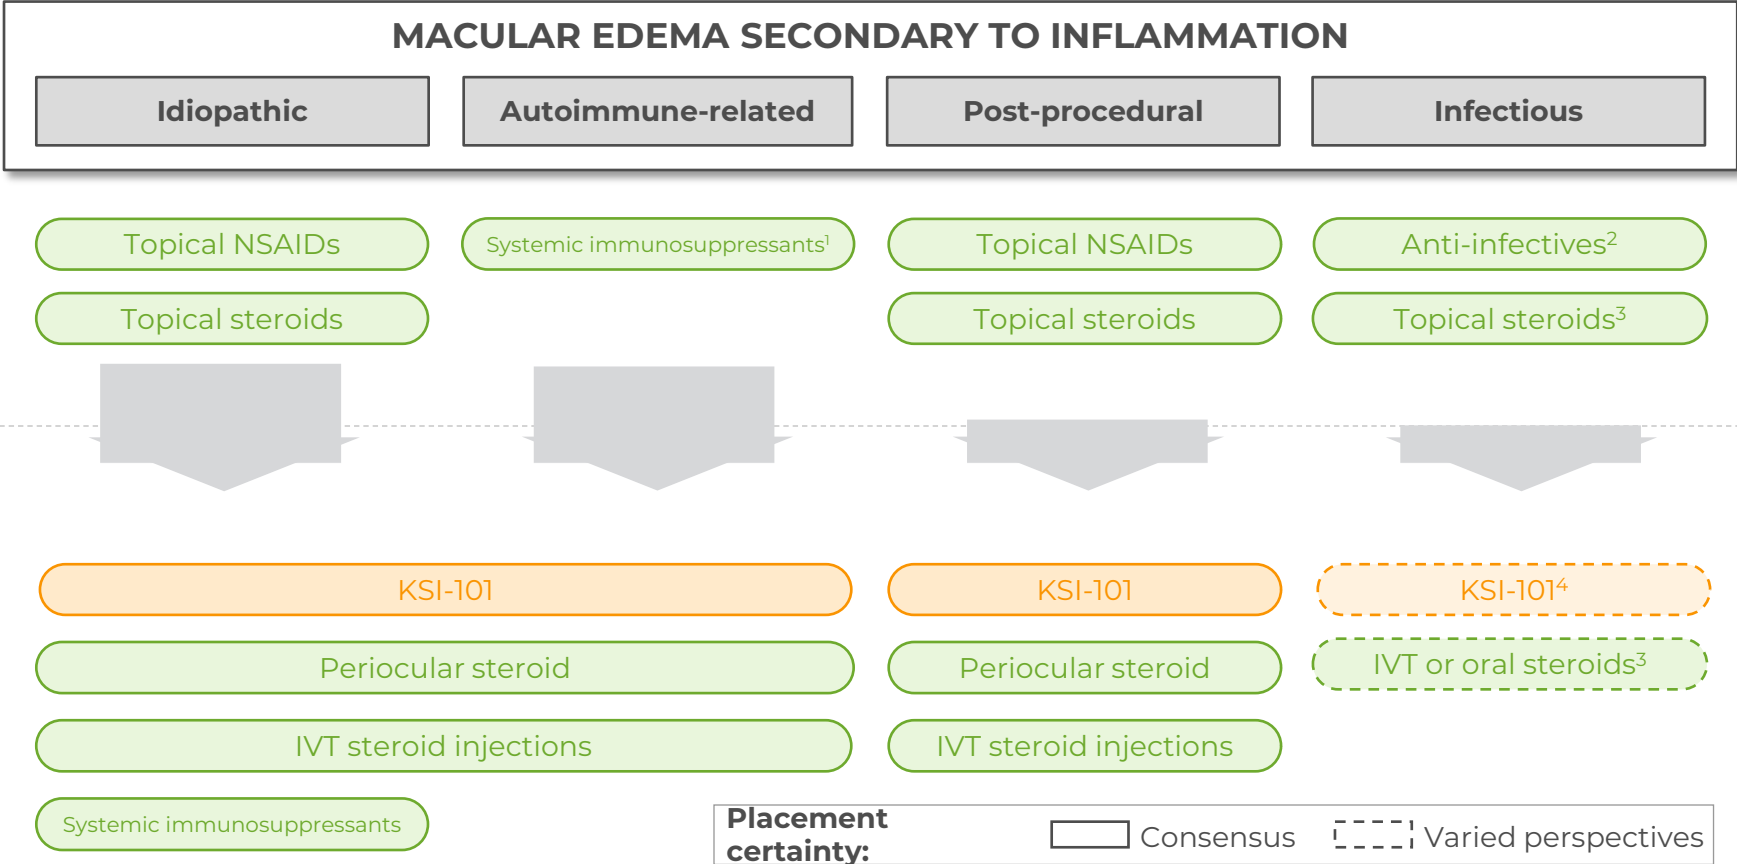 MACULAR EDEMA SECONDARY TO INFLAMMATION
Idiopathic
Autoimmune-related
Post-procedural
Infectious
Topical NSAIDs
Systemic immunosuppressants¹
Topical NSAIDs
Anti-infectives²
Topical steroids
Topical steroids
Topical steroids³
KSI-101
KSI-101
KSI-101⁴
Periocular steroid
Periocular steroid
IVT or oral steroids³
IVT steroid injections
IVT steroid injections
Systemic immunosuppressants
Placement
certainty:
Consensus
Varied perspectives